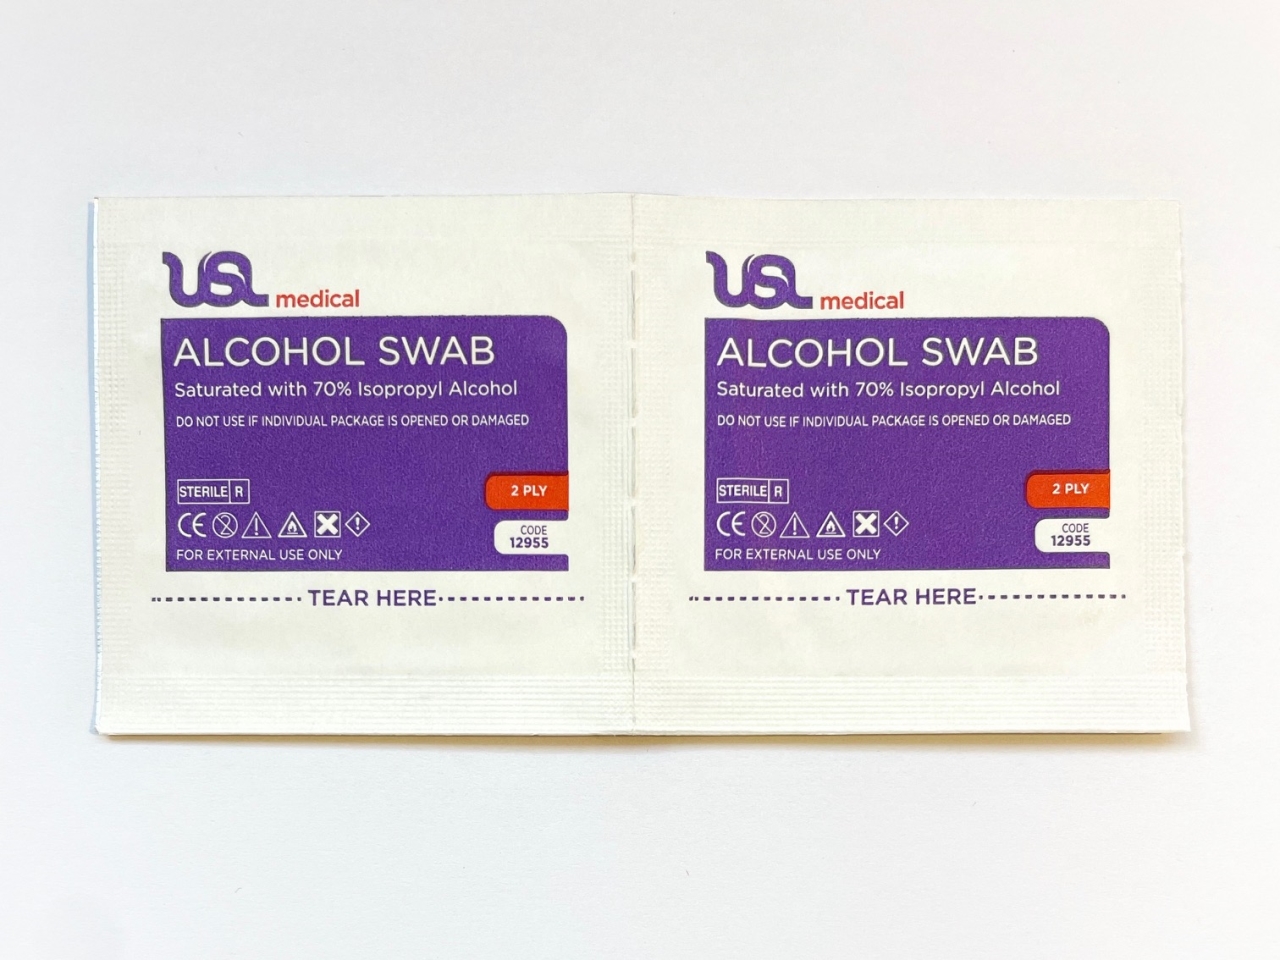 USL medical
ALCOHOL SWAB
Saturated with 70% Isopropyl Alcohol
DO NOT USE IF INDIVIDUAL PACKAGE IS OPENED OR DAMAGED
STERILE R
2 PLY
CE
CODE
12955
FOR EXTERNAL USE ONLY
TEAR HERE
USL medical
ALCOHOL SWAB
Saturated with 70% Isopropyl Alcohol
DO NOT USE IF INDIVIDUAL PACKAGE IS OPENED OR DAMAGED
STERILE R
2 PLY
CE
CODE
12955
FOR EXTERNAL USE ONLY
TEAR HERE